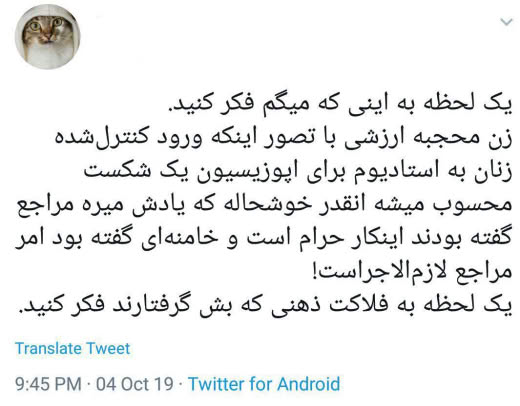 یک لحظه به اینی که میگم فکر کنید.
زن محجبه ارزشی با تصور اینکه ورود کنترل‌شده
زنان به استادیوم برای اپوزیسیون یک شکست
محسوب میشه انقدر خوشحاله که یادش میره مراجع
گفته بودند اینکار حرام است و خامنه‌ای گفته بود امر
مراجع لازم‌الاجراست!
یک لحظه به فلاکت ذهنی که بش گرفتارند فکر کنید.
Translate Tweet
9:45 PM · 04 Oct 19 · Twitter for Android